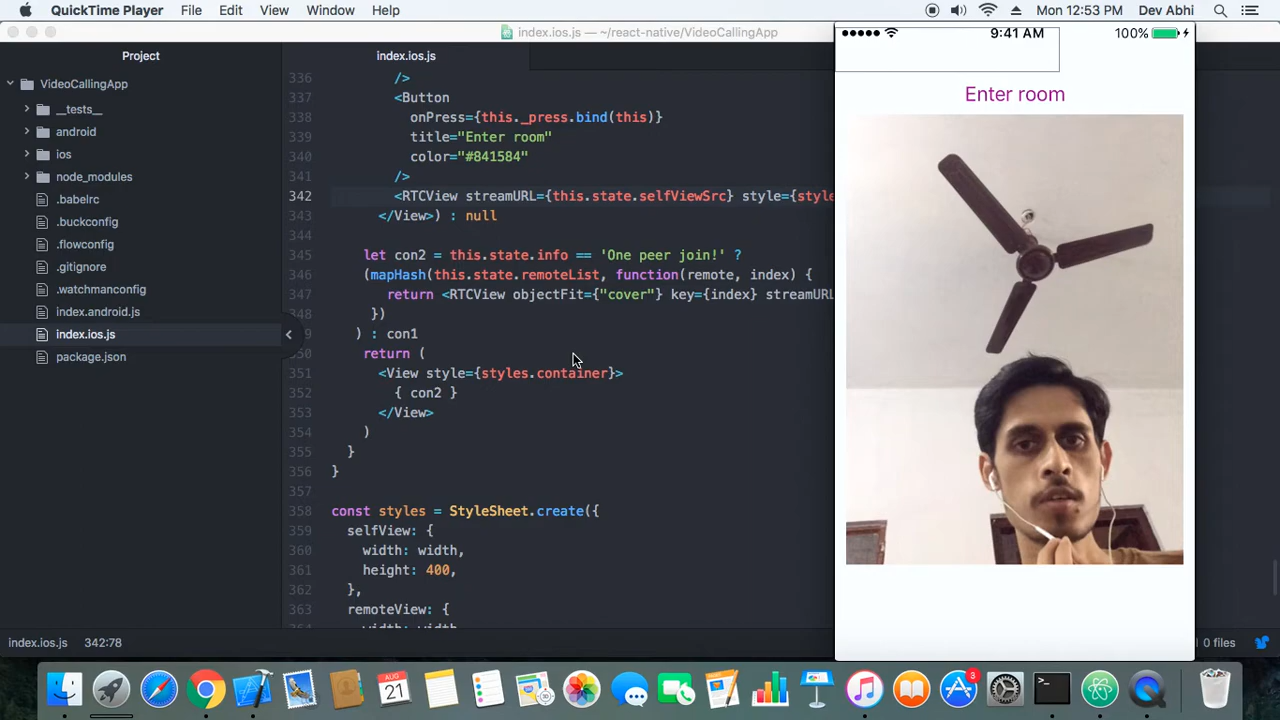 QuickTime Player File Edit View Window Help Mon 12:53 PM Dev Abhi
index.ios.js — ~/react-native/VideoCallingApp
Project
index.ios.js
VideoCallingApp
__tests__
android
ios
node_modules
.babelrc
.buckconfig
.flowconfig
.gitignore
.watchmanconfig
index.android.js
index.ios.js
package.json
336 />
337 <Button
338 onPress={this._press.bind(this)}
339 title="Enter room"
340 color="#841584"
341 />
342 <RTCView streamURL={this.state.selfViewSrc} style={style
343 </View>) : null
344
345 let con2 = this.state.info == 'One peer join!' ?
346 (mapHash(this.state.remoteList, function(remote, index) {
347 return <RTCView objectFit={"cover"} key={index} streamURL
348 })
49 ) : con1
50 return (
351 <View style={styles.container}>
352 { con2 }
353 </View>
354 )
355 }
356 }
357
358 const styles = StyleSheet.create({
359 selfView: {
360 width: width,
361 height: 400,
362 },
363 remoteView: {
width: width,
9:41 AM 100%
Enter room
index.ios.js 342:78 0 files
AUG
21
3